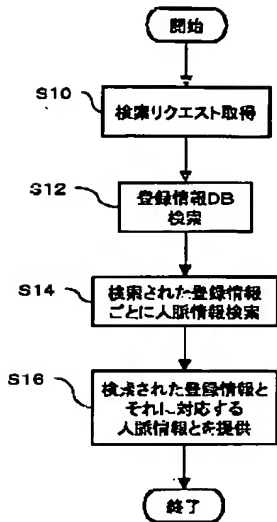 開始
S10
検索リクエスト取得
S12
登録情報DB
検索
S14
検索された登録情報
ごとに人脈情報検索
S16
検索された登録情報と
それに対応する
人脈情報とを提供
終了